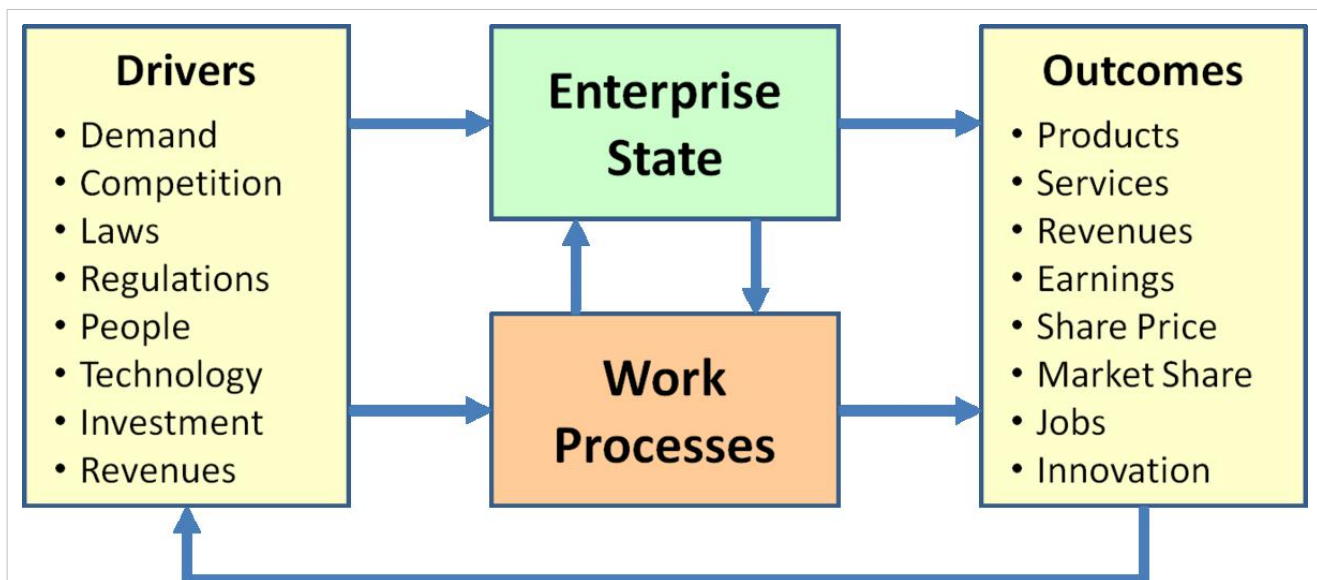 Drivers
• Demand
• Competition
• Laws
• Regulations
• People
• Technology
• Investment
• Revenues
Enterprise
State
Work
Processes
Outcomes
• Products
• Services
• Revenues
• Earnings
• Share Price
• Market Share
• Jobs
• Innovation